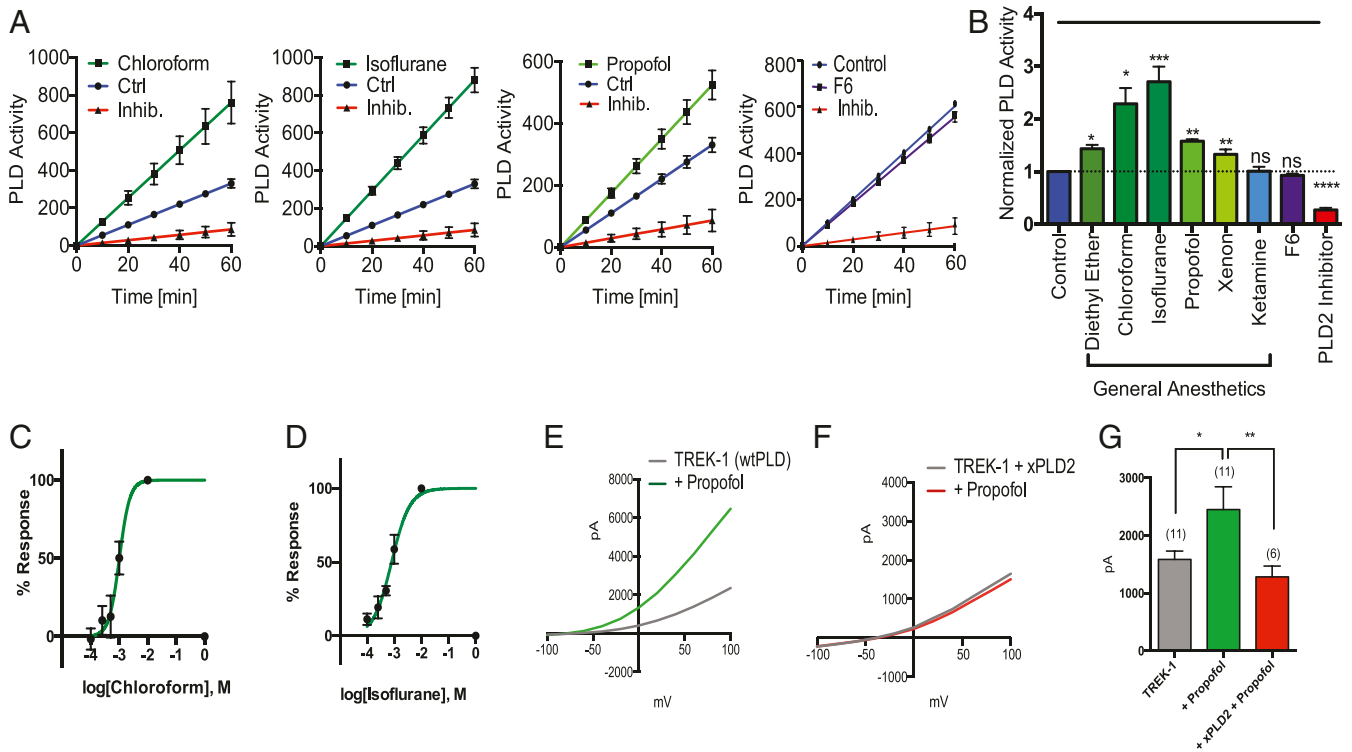 A
1000
800
600
400
200
0
0 20 40 60
PLD Activity
Time [min]
Chloroform
Ctrl
Inhib.
1000
800
600
400
200
0
0 20 40 60
PLD Activity
Time [min]
Isoflurane
Ctrl
Inhib.
600
400
200
0
0 20 40 60
PLD Activity
Time [min]
Propofol
Ctrl
Inhib.
800
600
400
200
0
0 20 40 60
PLD Activity
Time [min]
Control
F6
Inhib.
B
Normalized PLD Activity
4
3
2
1
0
*
*
***
**
**
ns
ns
****
Control
Diethyl Ether
Chloroform
Isoflurane
Propofol
Xenon
Ketamine
F6
PLD2 Inhibitor
General Anesthetics
C
% Response
100
50
0
-4 -3 -2 -1 0
log[Chloroform], M
D
% Response
100
50
0
-4 -3 -2 -1 0
log[Isoflurane], M
E
TREK-1 (wtPLD)
+ Propofol
8000
6000
4000
2000
-2000
pA
-100 -50 50 100
mV
F
TREK-1 + xPLD2
+ Propofol
4000
3000
2000
1000
-1000
pA
-100 -50 50 100
mV
G
* **
3000
2000
1000
0
pA
(11)
(11)
(6)
TREK-1
+ Propofol
+ xPLD2 + Propofol